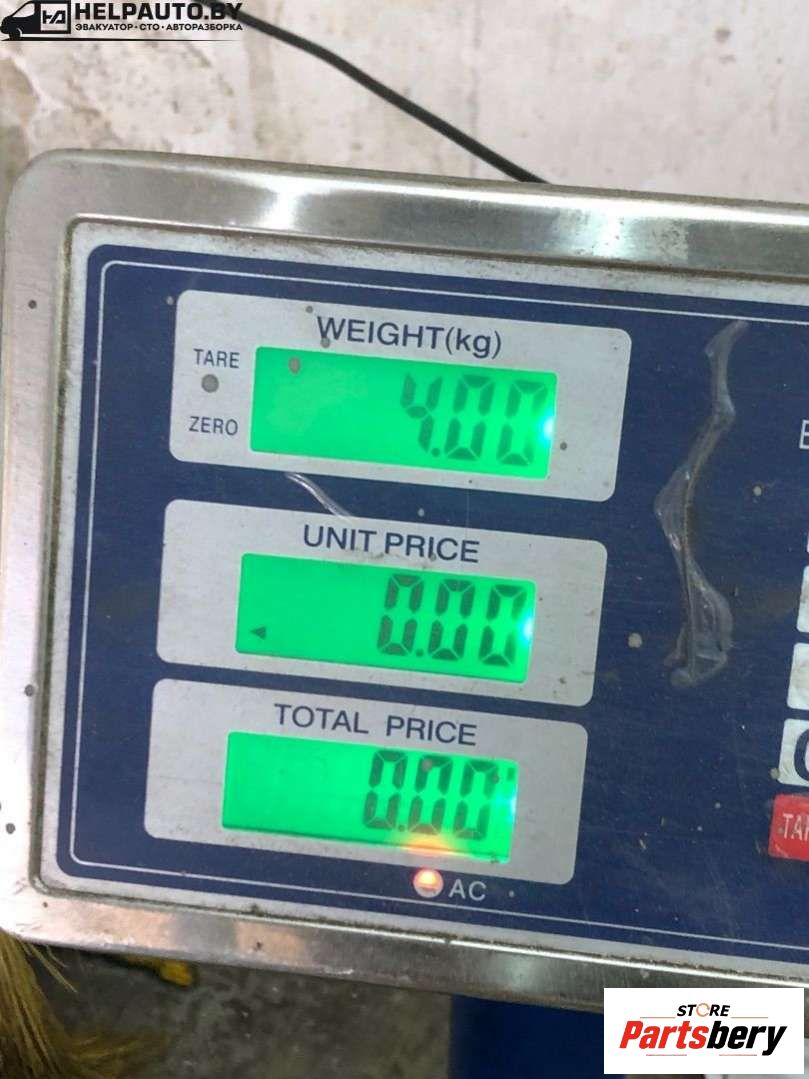 HELPAUTO.BY
ЭВАКУАТОР • СТО • АВТОРАЗБОРКА
WEIGHT(kg)
TARE
4.00
ZERO
UNIT PRICE
0.00
TOTAL PRICE
0.00
AC
STORE
Partsbery